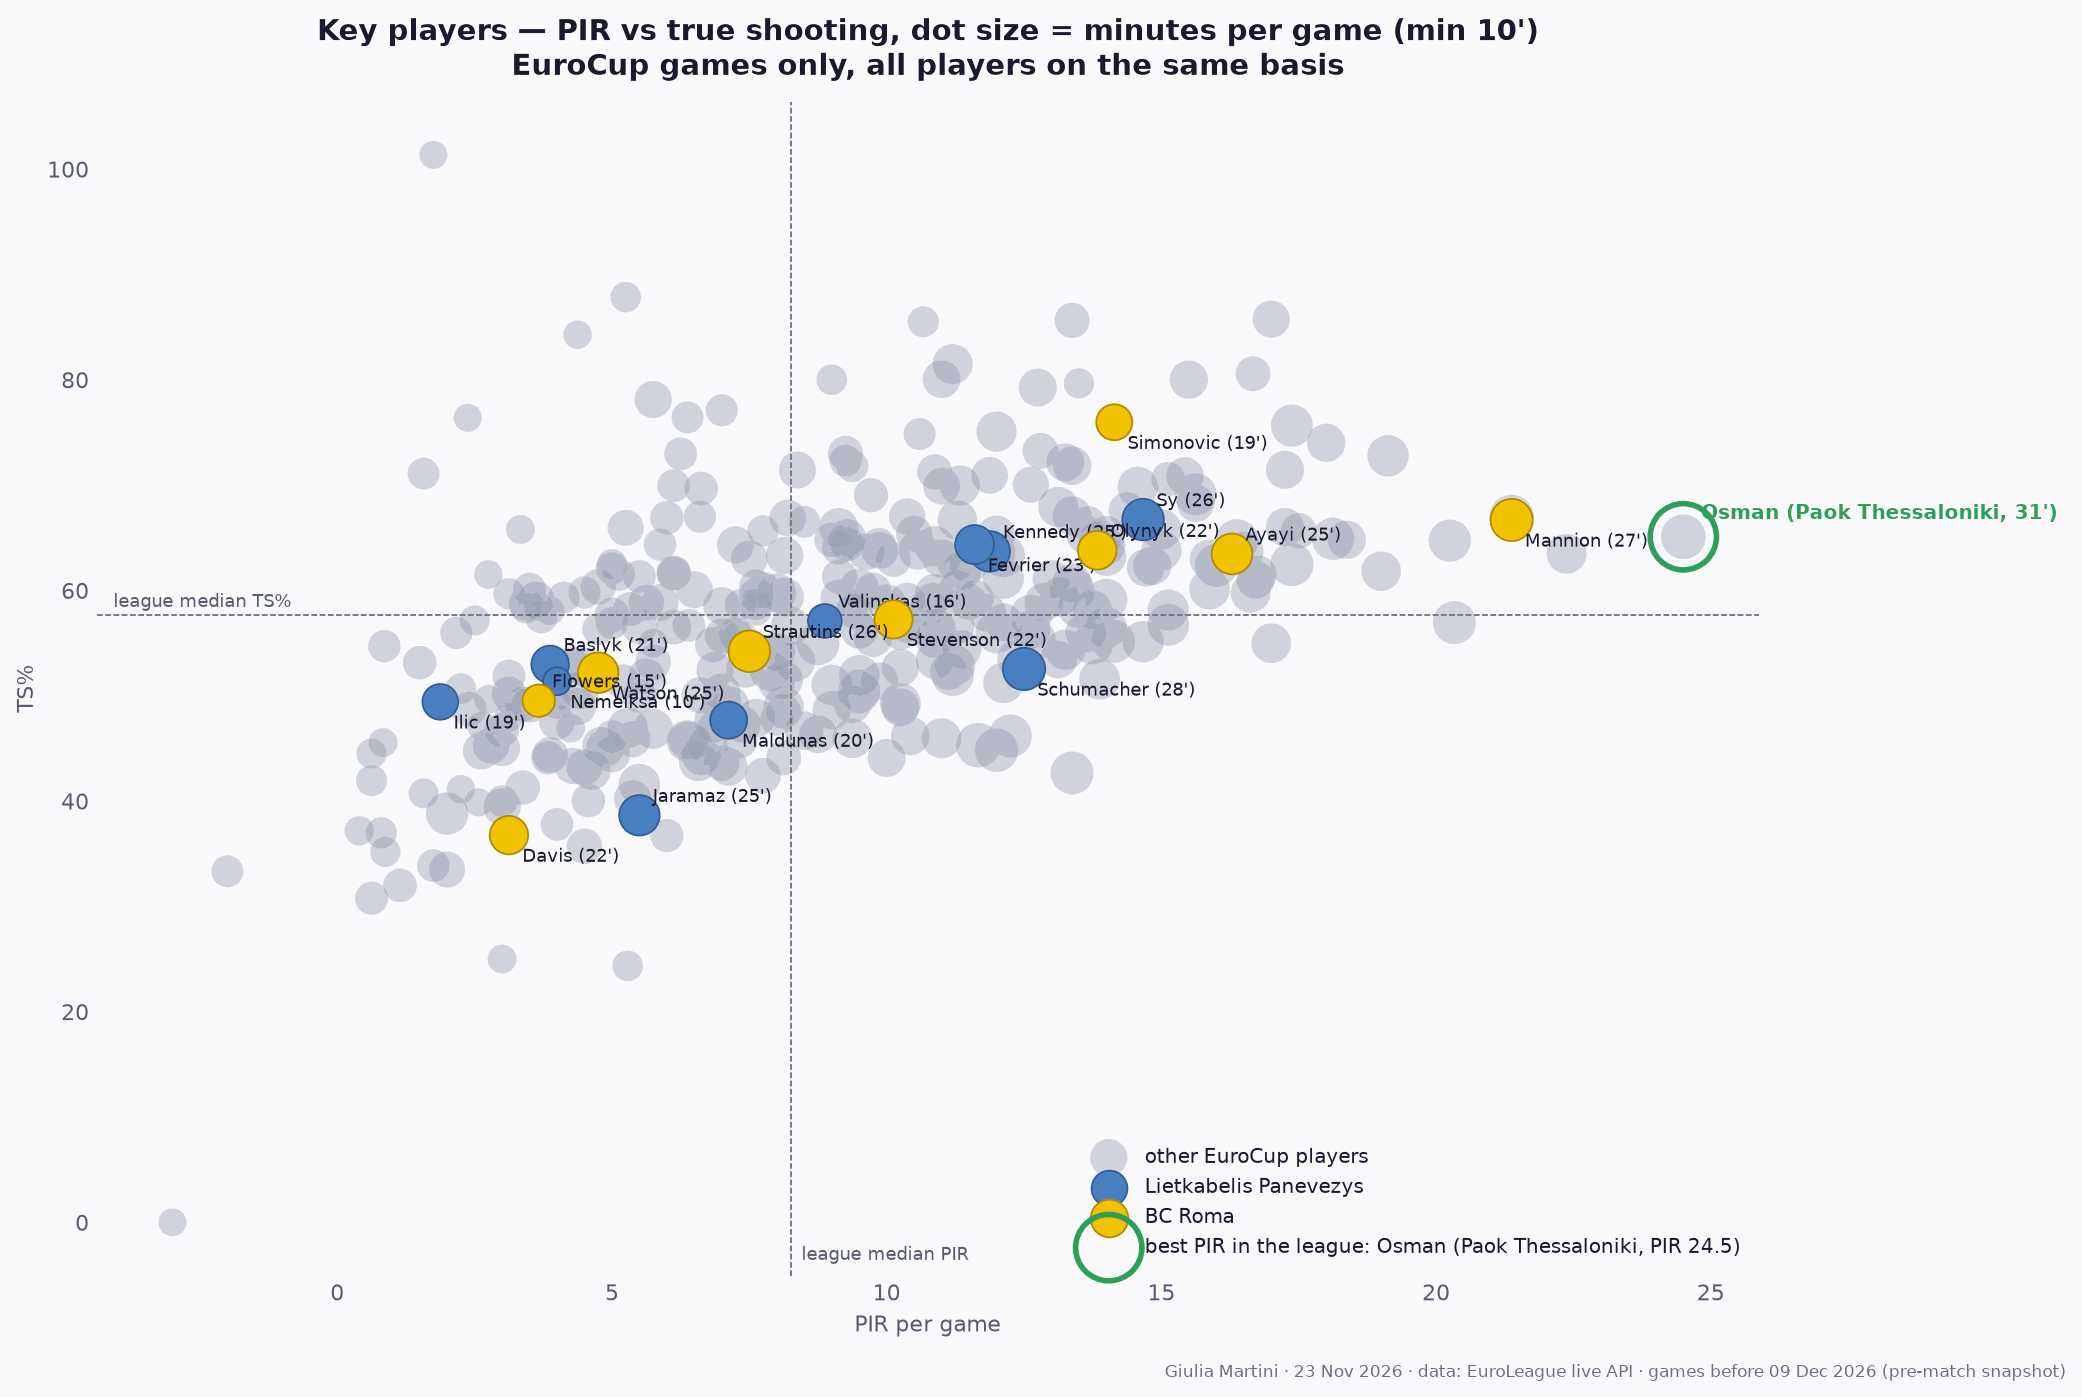 Key players — PIR vs true shooting, dot size = minutes per game (min 10')
EuroCup games only, all players on the same basis
100
80
60
40
20
0
TS%
league median TS%
Simonovic (19')
Sy (26')
Osman (Paok Thessaloniki, 31')
Kennedy (25')
Olynyk (22')
Ayayi (25')
Mannion (27')
Fevrier (23')
Valinskas (16')
Strautins (26')
Stevenson (22')
Baslyk (21')
Flowers (15')
Watson (25')
Nemeiksa (10')
Schumacher (28')
Ilic (19')
Maldunas (20')
Jaramaz (25')
Davis (22')
other EuroCup players
Lietkabelis Panevezys
BC Roma
best PIR in the league: Osman (Paok Thessaloniki, PIR 24.5)
league median PIR
0
5
10
15
20
25
PIR per game
Giulia Martini · 23 Nov 2026 · data: EuroLeague live API · games before 09 Dec 2026 (pre-match snapshot)